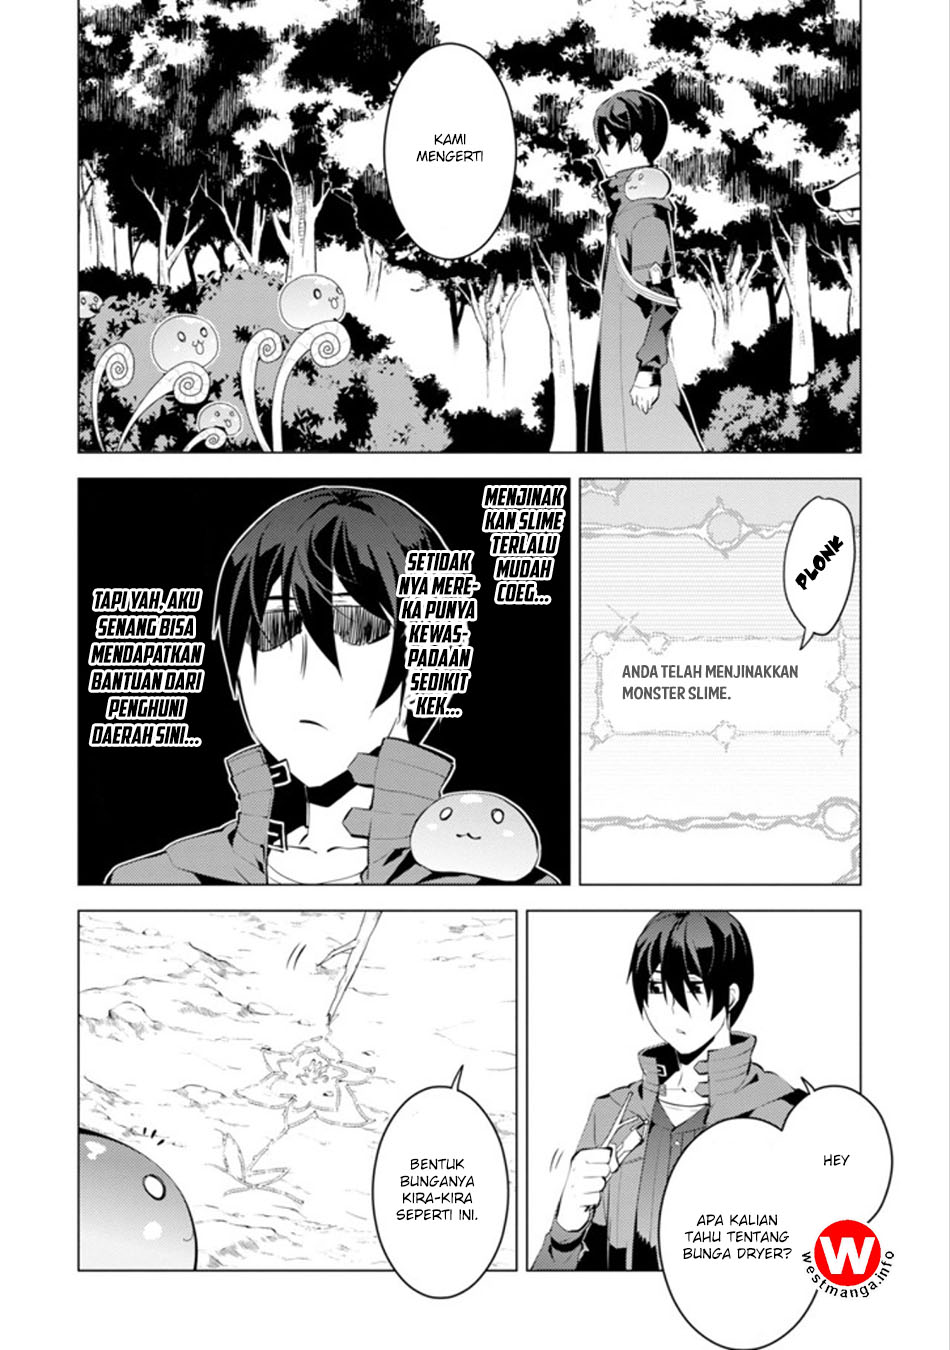 KAMI
MENGERTI
PLONK
ANDA TELAH MENJINAKKAN
MONSTER SLIME.
MENJINAK
KAN SLIME
TERLALU
MUDAH
COEG...
SETIDAK
NYA MERE-
KA PUNYA
KEWAS-
PADAAN
SEDIKIT
KEK...
TAPI YAH, AKU
SENANG BISA
MENDAPATKAN
BANTUAN DARI
PENGHUNI
DAERAH SINI...
HEY
APA KALIAN
TAHU TENTANG
BUNGA DRYER?
W
westmanga.info
BENTUK
BUNGANYA
KIRA-KIRA
SEPERTI INI.